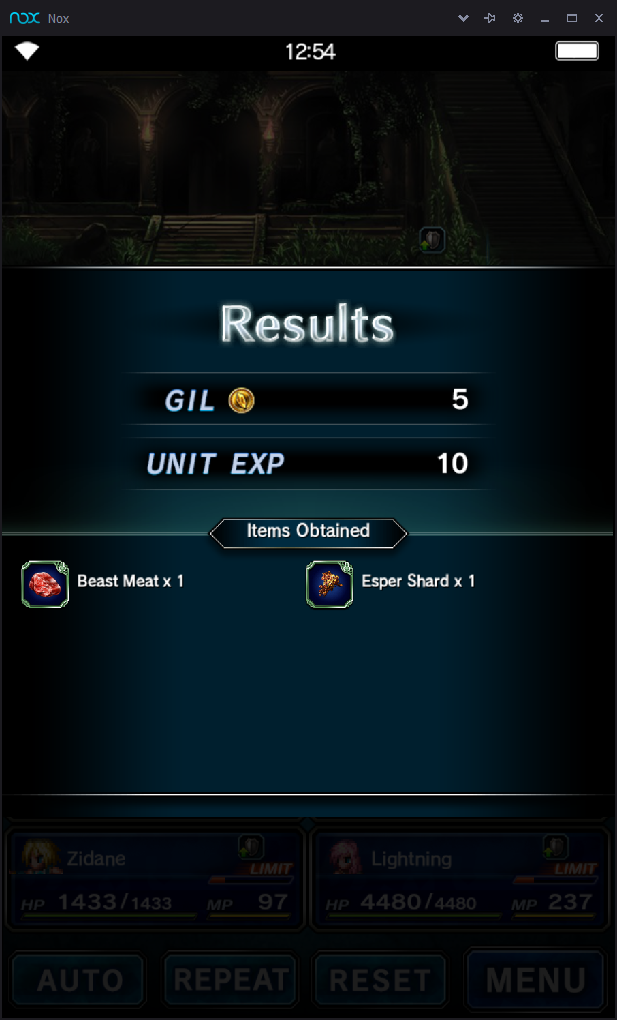 nox Nox
12:54
Results
GIL 5
UNIT EXP 10
Items Obtained
Beast Meat x 1 Esper Shard x 1
Zidane Lightning
LIMIT LIMIT
HP 1433/1433 MP 97 HP 4480/4480 MP 237
AUTO REPEAT RESET MENU